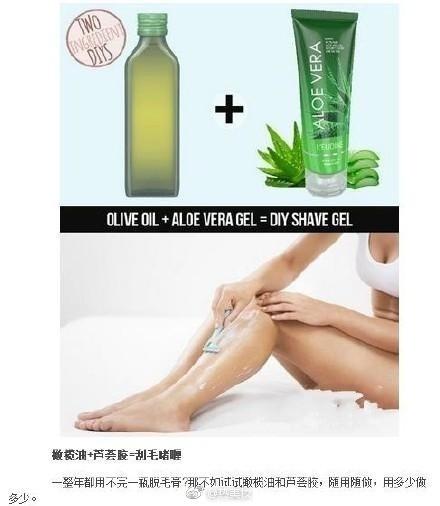 TWO
INGREDIENT
DIYS
+
ALOE VERA
OLIVE OIL + ALOE VERA GEL = DIY SHAVE GEL
橄榄油+芦荟胶=刮毛啫喱
一整年都用不完一瓶脱毛膏?那不如试试橄榄油和芦荟胶，随用随做，用多少做
多少。